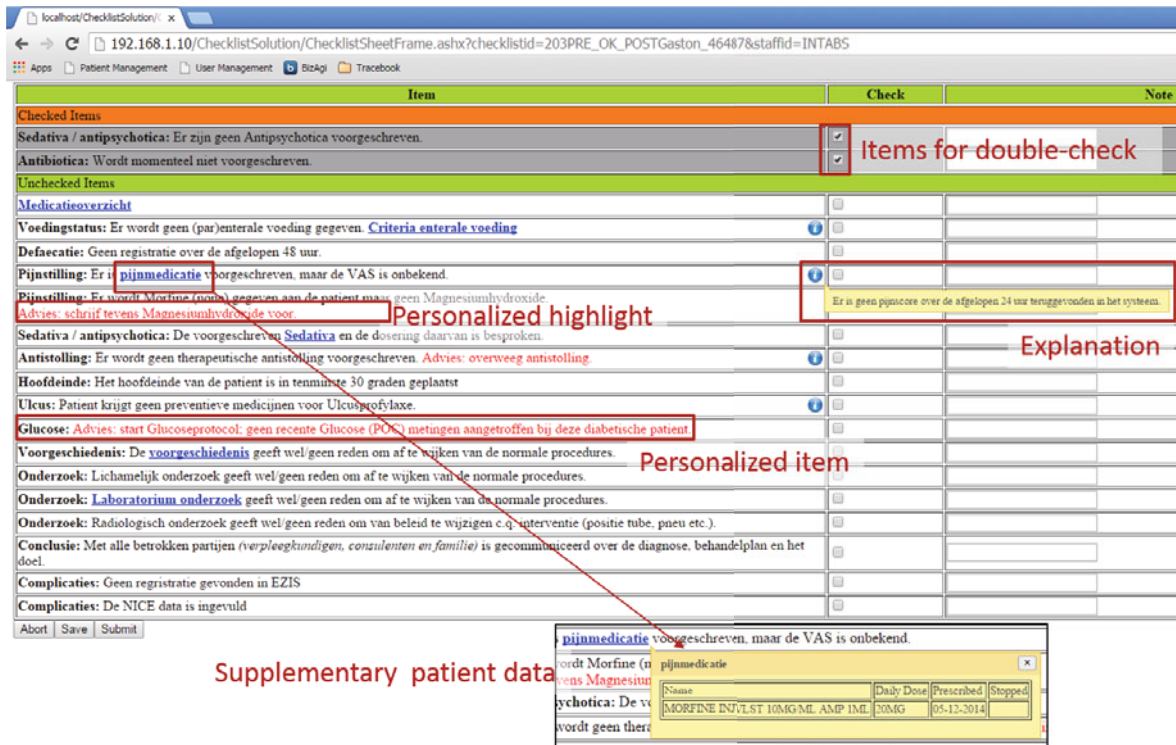 localhost/ChecklistSolution/C x
192.168.1.10/ChecklistSolution/ChecklistSheetFrame.ashx?checklistid=203PRE_OK_POSTGaston_46487&staffid=INTABS
Apps Patient Management User Management BizAgi Tracebook
Item Check Note
Checked Items
Sedativa / antipsychotica: Er zijn geen Antipsychotica voorgeschreven.
Antibiotica: Wordt momenteel niet voorgeschreven.
Items for double-check
Unchecked Items
Medicatieoverzicht
Voedingstatus: Er wordt geen (par)enterale voeding gegeven. Criteria enterale voeding
Defaecatie: Geen registratie over de afgelopen 48 uur.
Pijnstilling: Er i pijnmedicatie voorgeschreven, maar de VAS is onbekend.
Er is geen pijnscore over de afgelopen 24 uur teruggevonden in het systeem.
Pijnstilling: Er wordt Morfine (none) gegeven aan de patient maar geen Magnesiumhydroxide.
Advies: schrijf tevens Magnesiumhydroxide voor.
Personalized highlight
Explanation
Sedativa / antipsychotica: De voorgeschreven Sedativa en de dosering daarvan is besproken.
Antistolling: Er wordt geen therapeutische antistolling voorgeschreven. Advies: overweeg antistolling.
Hoofdeinde: Het hoofdeinde van de patient is in tenminste 30 graden geplaatst
Ulcus: Patient krijgt geen preventieve medicijnen voor Ulcusprofylaxe.
Glucose: Advies: start Glucoseprotocol; geen recente Glucose (POC) metingen aangetroffen bij deze diabetische patient.
Voorgeschiedenis: De voorgeschiedenis geeft wel/geen reden om af te wijken van de normale procedures.
Personalized item
Onderzoek: Lichamelijk onderzoek geeft wel/geen reden om af te wijken van de normale procedures.
Onderzoek: Laboratorium onderzoek geeft wel/geen reden om af te wijken van de normale procedures.
Onderzoek: Radiologisch onderzoek geeft wel/geen reden om van beleid te wijzigen c.q. interventie (positie tube, pneu etc.).
Conclusie: Met alle betrokken partijen (verpleegkundigen, consulenten en familie) is gecommuniceerd over de diagnose, behandelplan en het
doel.
Complicaties: Geen regristratie gevonden in EZIS
Complicaties: De NICE data is ingevuld
Abort Save Submit
Supplementary patient data
pijnmedicatie voorgeschreven, maar de VAS is onbekend.
ordt Morfine (n
vens Magnesium
ychotica: De vo
wordt geen thera
pijnmedicatie x
Name Daily Dose Prescribed Stopped
MORFINE INJVLST 10MG/ML AMP 1ML 20MG 05-12-2014